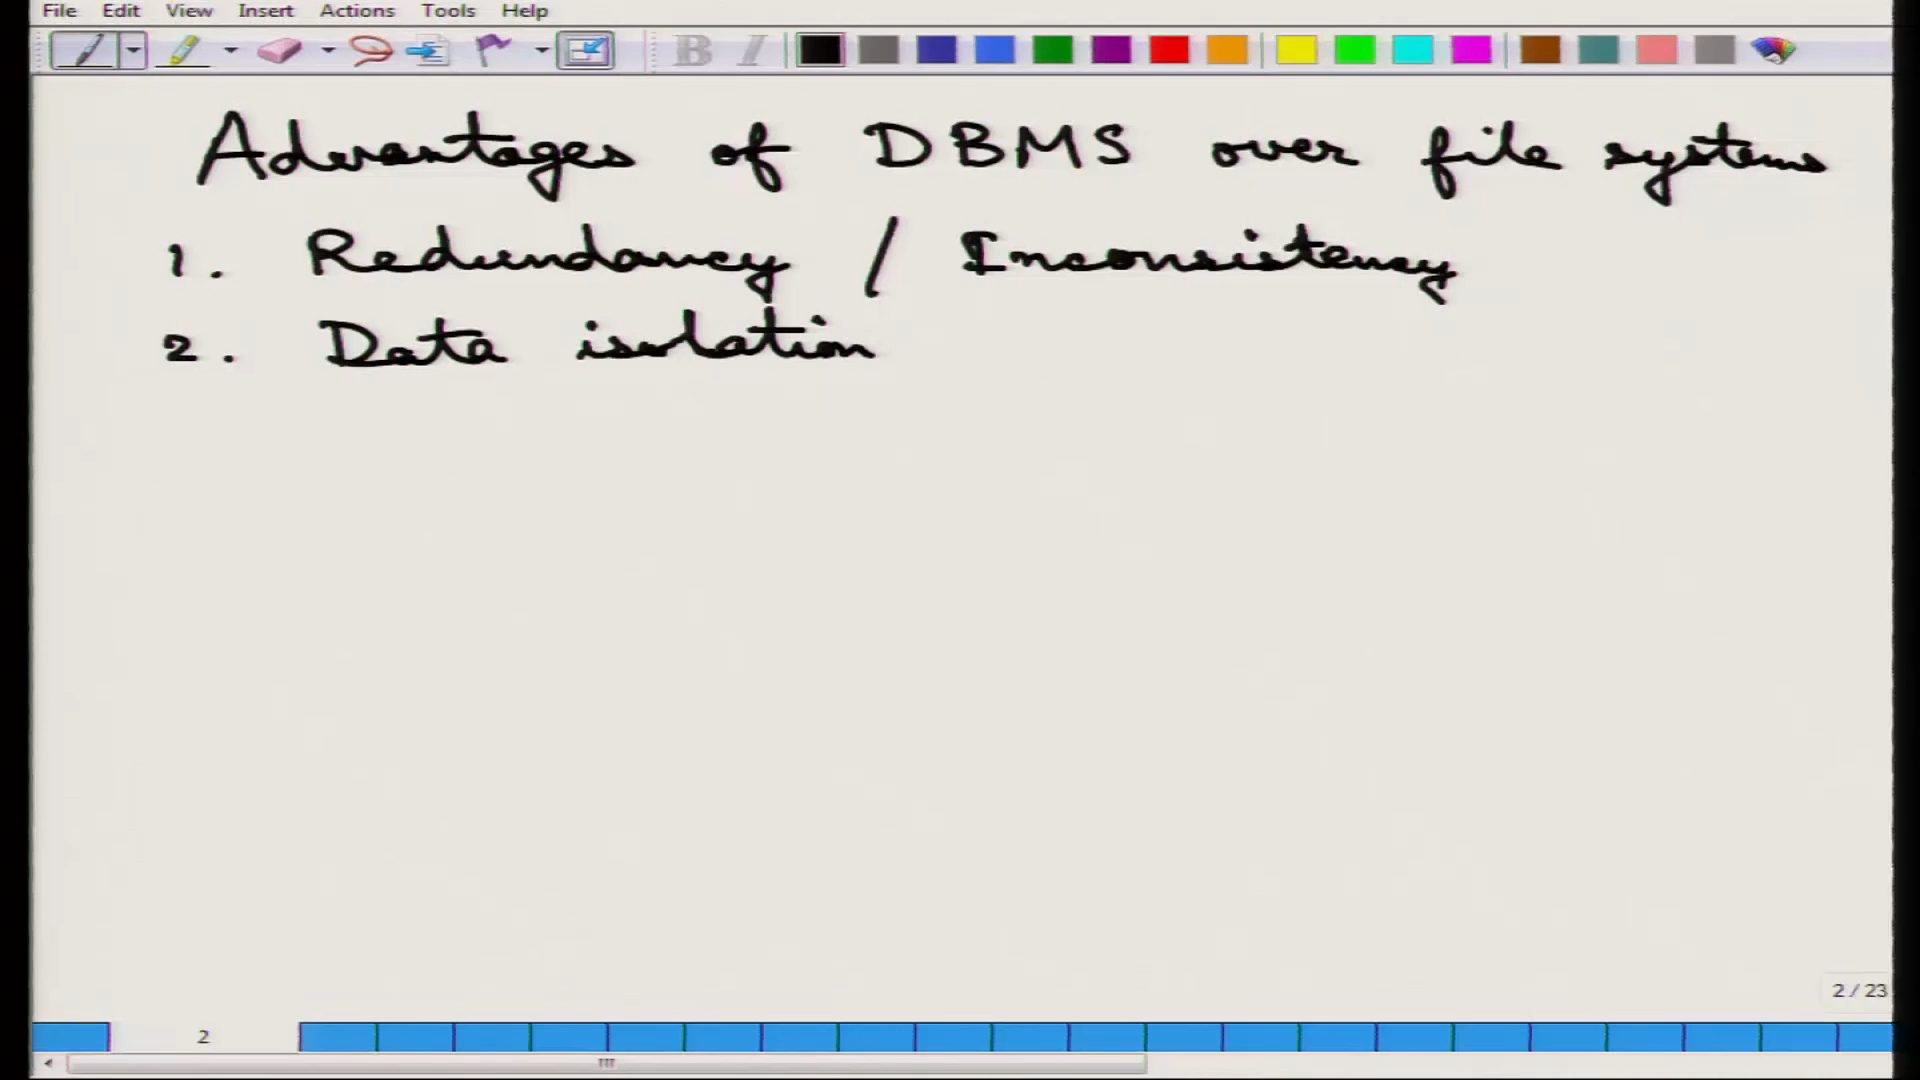 File Edit View Insert Actions Tools Help
B I
Advantages of DBMS over file systems
1. Redundancy / Inconsistency
2. Data isolation
2 / 23
2